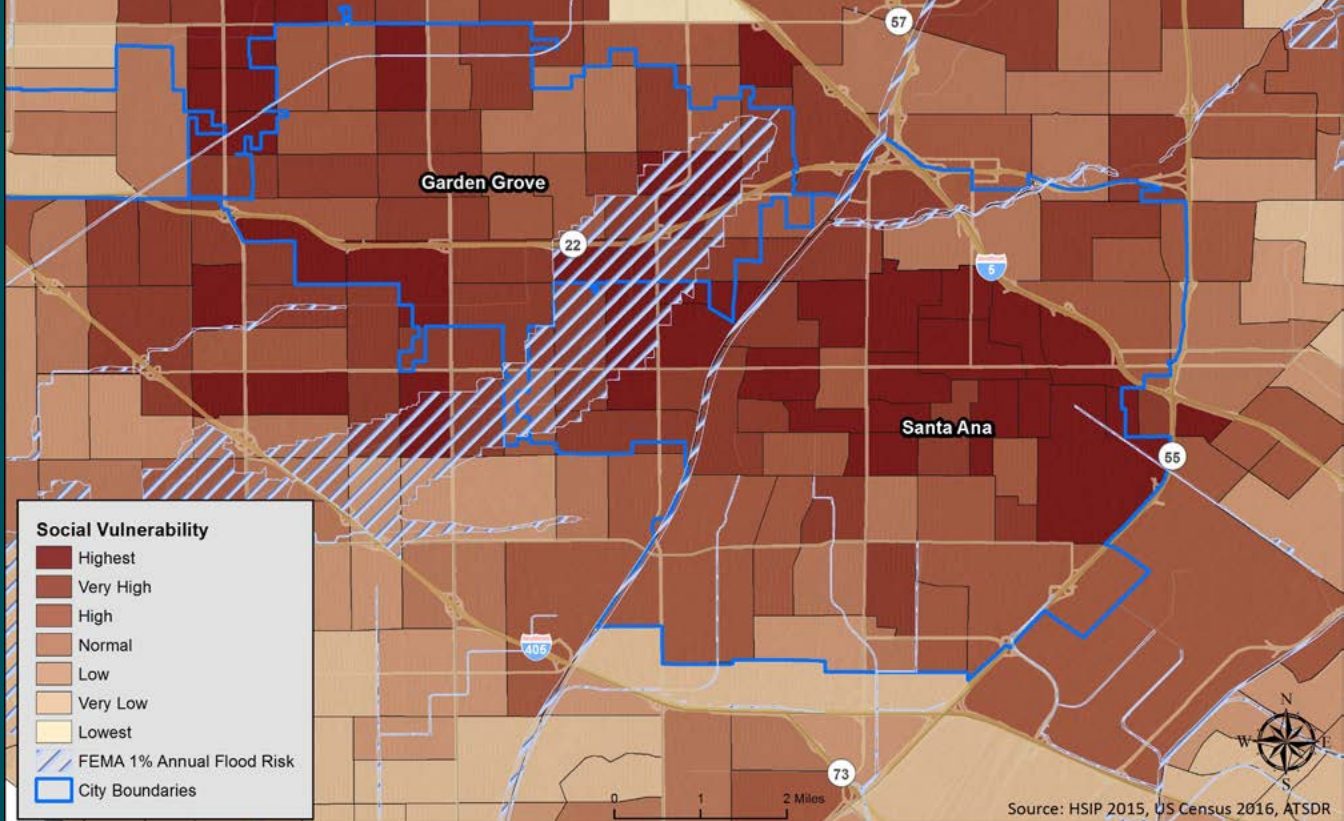 57
Garden Grove
22
5
Santa Ana
55
Social Vulnerability
Highest
Very High
High
Normal
Low
Very Low
Lowest
FEMA 1% Annual Flood Risk
City Boundaries
405
73
0 1 2 Miles
N
W E
S
Source: HSIP 2015, US Census 2016, ATSDR